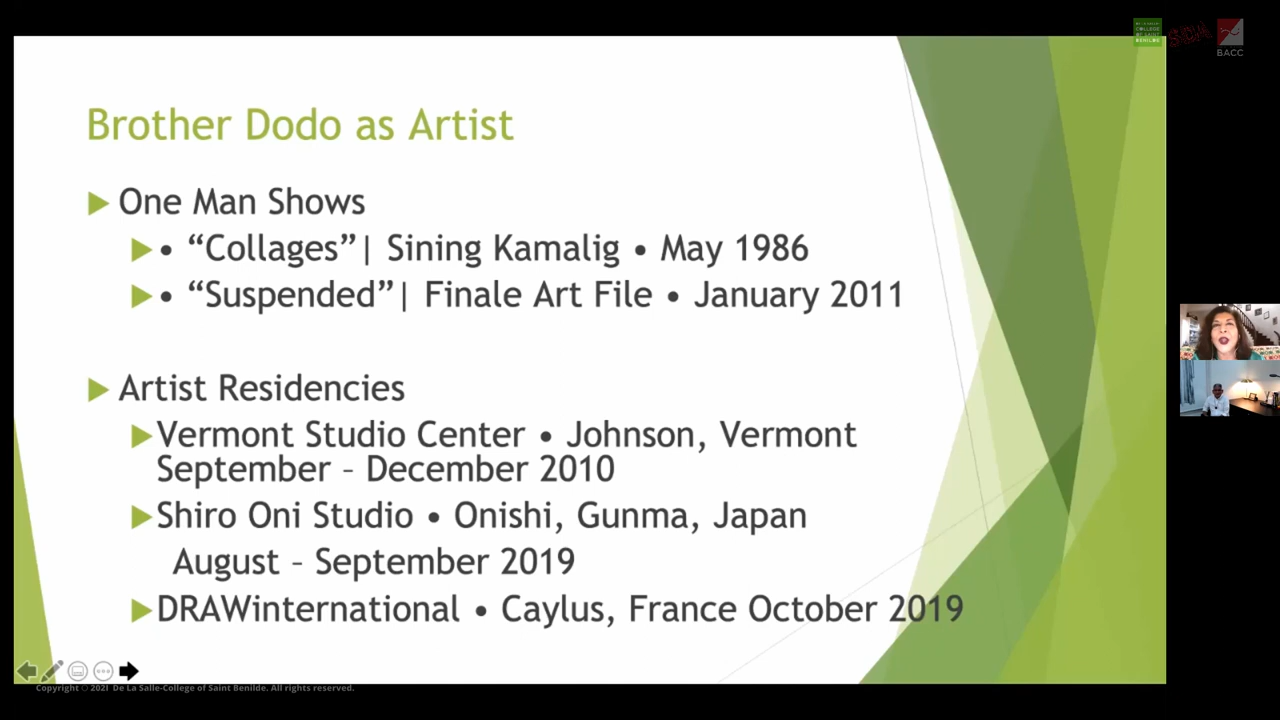 BACC
Brother Dodo as Artist
One Man Shows
• “Collages”| Sining Kamalig • May 1986
• “Suspended”| Finale Art File • January 2011
Artist Residencies
Vermont Studio Center • Johnson, Vermont
September – December 2010
Shiro Oni Studio • Onishi, Gunma, Japan
August – September 2019
DRAWinternational • Caylus, France October 2019
Copyright © 2021 De La Salle-College of Saint Benilde. All rights reserved.